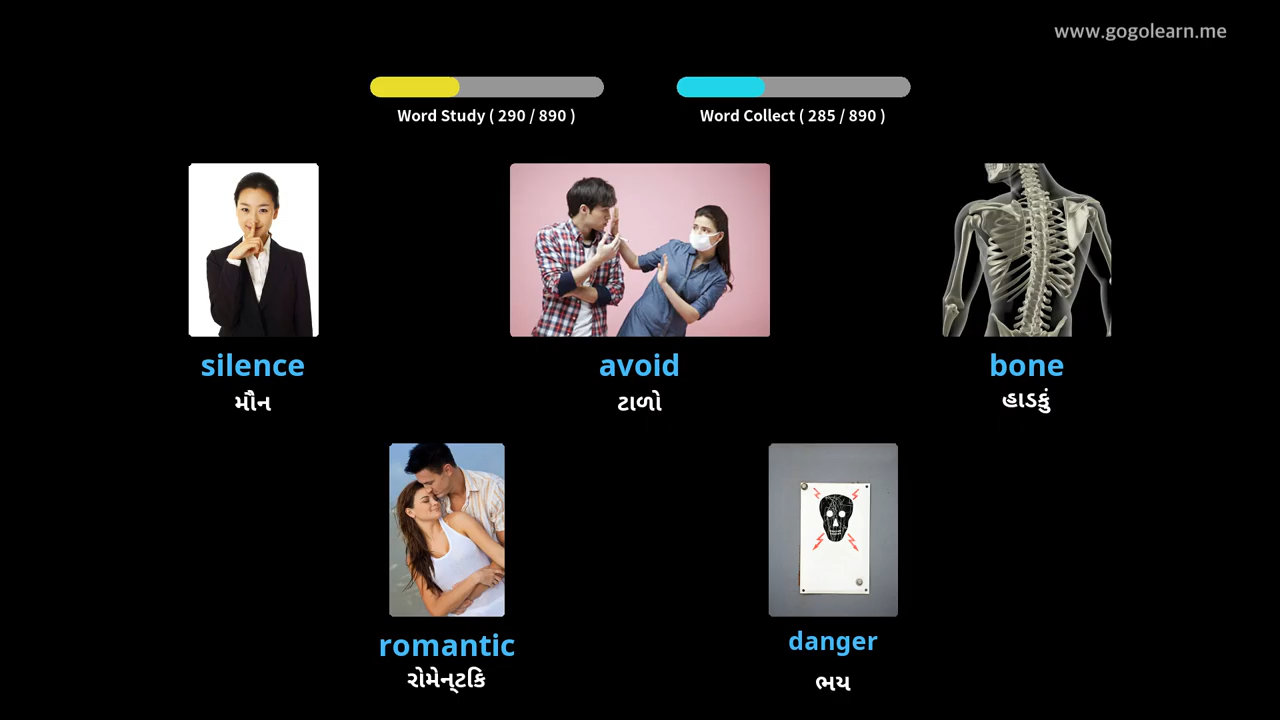 www.gogolearn.me
Word Study ( 290 / 890 )
Word Collect ( 285 / 890 )
silence
મૌન
avoid
ટાળો
bone
હાડકું
romantic
રોમેન્ટિક
danger
ભય